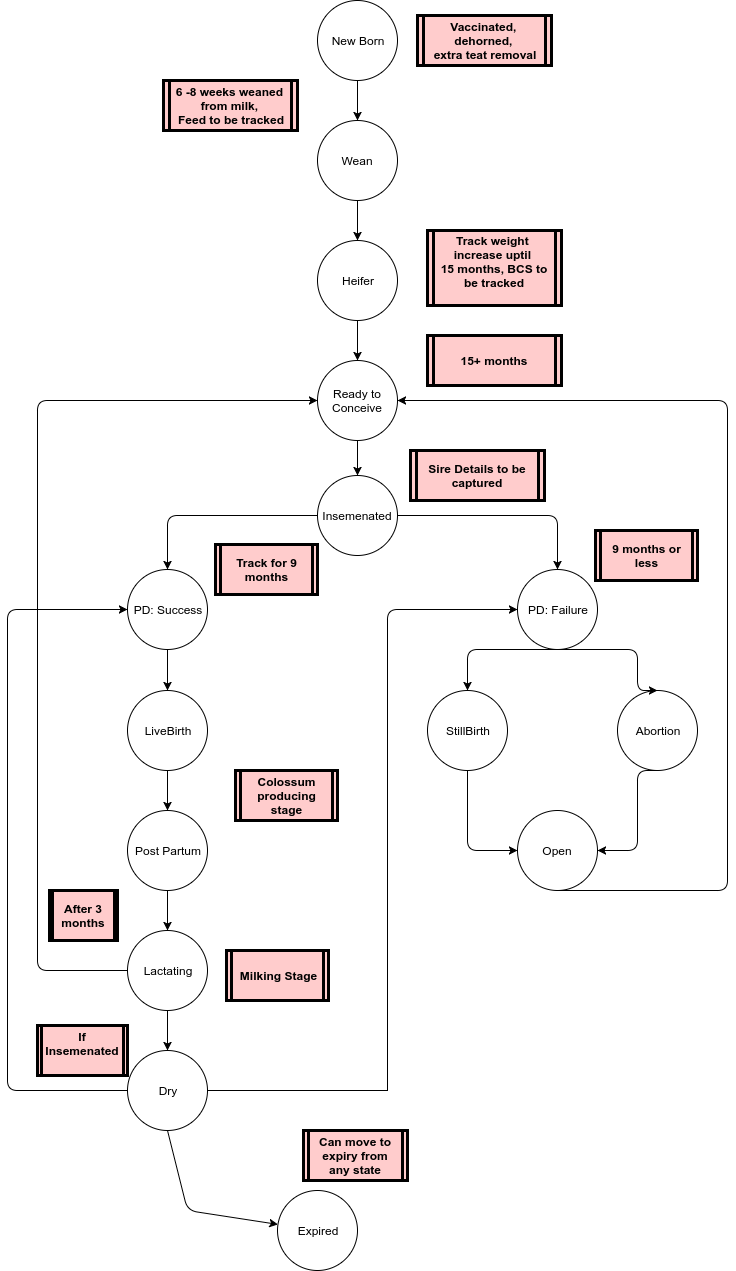 New Born
Vaccinated,
dehorned,
extra teat removal
6 -8 weeks weaned
from milk,
Feed to be tracked
Wean
Track weight
increase uptil
15 months, BCS to
be tracked
Heifer
15+ months
Ready to
Conceive
Sire Details to be
captured
Insemenated
Track for 9
months
9 months or
less
PD: Success
PD: Failure
LiveBirth
StillBirth
Abortion
Colossum
producing
stage
Post Partum
Open
After 3
months
Lactating
Milking Stage
If
Insemenated
Dry
Can move to
expiry from
any state
Expired